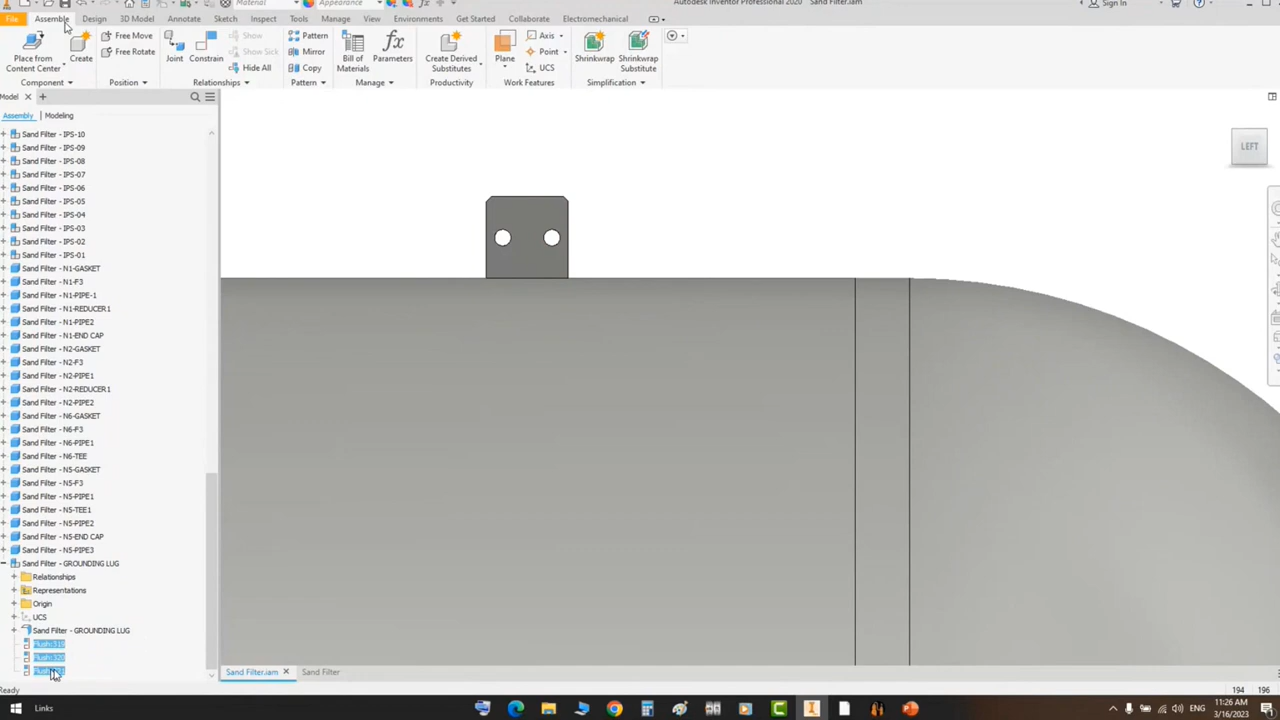 Material
Appearance
Autodesk Inventor Professional 2020
Sand Filter.iam
Sign In
File
Assemble
Design
3D Model
Annotate
Sketch
Inspect
Tools
Manage
View
Environments
Get Started
Collaborate
Electromechanical
Place from
Content Center
Create
Free Move
Free Rotate
Joint
Constrain
Show
Show Sick
Hide All
Pattern
Mirror
Copy
Bill of
Materials
Parameters
Create Derived
Substitutes
Plane
Axis
Point
UCS
Shrinkwrap
Shrinkwrap
Substitute
Component
Position
Relationships
Pattern
Manage
Productivity
Work Features
Simplification
Model
Assembly
Modeling
Sand Filter - IPS-10
Sand Filter - IPS-09
Sand Filter - IPS-08
Sand Filter - IPS-07
Sand Filter - IPS-06
Sand Filter - IPS-05
Sand Filter - IPS-04
Sand Filter - IPS-03
Sand Filter - IPS-02
Sand Filter - IPS-01
Sand Filter - N1-GASKET
Sand Filter - N1-F3
Sand Filter - N1-PIPE-1
Sand Filter - N1-REDUCER1
Sand Filter - N1-PIPE2
Sand Filter - N1-END CAP
Sand Filter - N2-GASKET
Sand Filter - N2-F3
Sand Filter - N2-PIPE1
Sand Filter - N2-REDUCER1
Sand Filter - N2-PIPE2
Sand Filter - N6-GASKET
Sand Filter - N6-F3
Sand Filter - N6-PIPE1
Sand Filter - N6-TEE
Sand Filter - N5-GASKET
Sand Filter - N5-F3
Sand Filter - N5-PIPE1
Sand Filter - N5-TEE1
Sand Filter - N5-PIPE2
Sand Filter - N5-END CAP
Sand Filter - N5-PIPE3
Sand Filter - GROUNDING LUG
Relationships
Representations
Origin
UCS
Sand Filter - GROUNDING LUG
LEFT
Sand Filter.iam
Sand Filter
Ready
194
196
Links
ENG
11:26 AM
3/16/2023